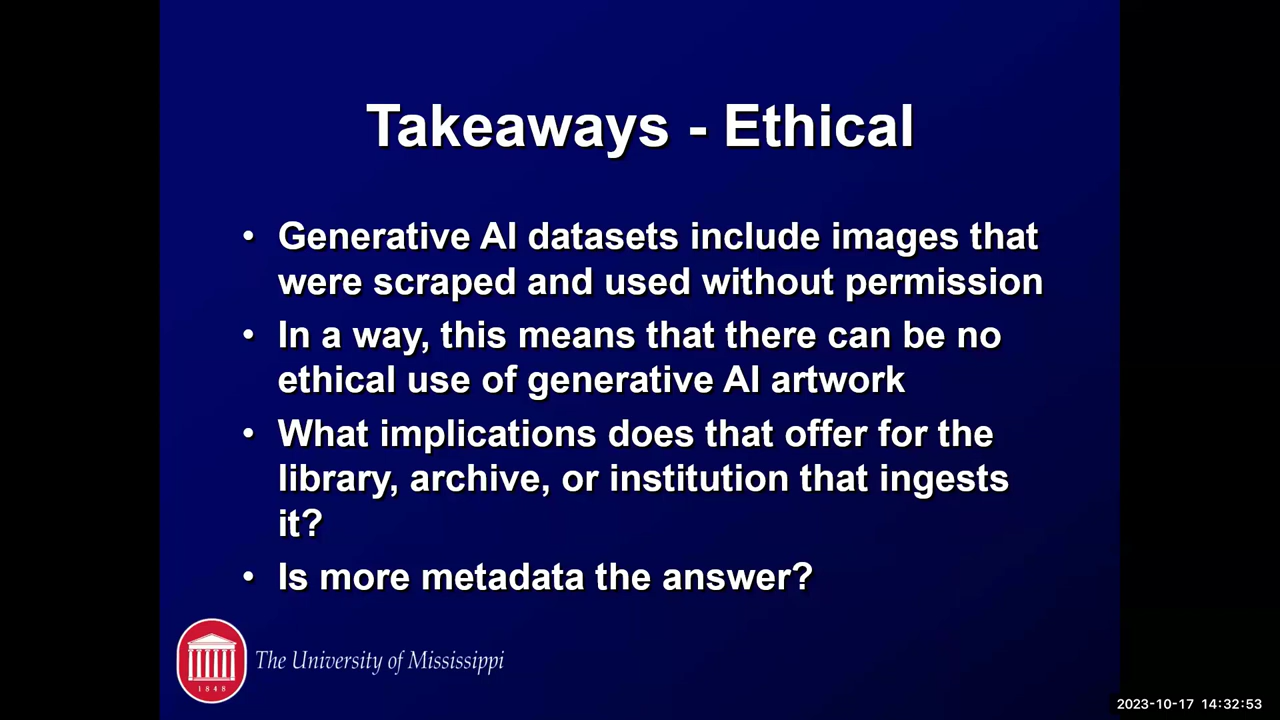 Takeaways - Ethical
• Generative AI datasets include images that
were scraped and used without permission
• In a way, this means that there can be no
ethical use of generative AI artwork
• What implications does that offer for the
library, archive, or institution that ingests
it?
• Is more metadata the answer?
1848
The University of Mississippi
2023-10-17 14:32:53